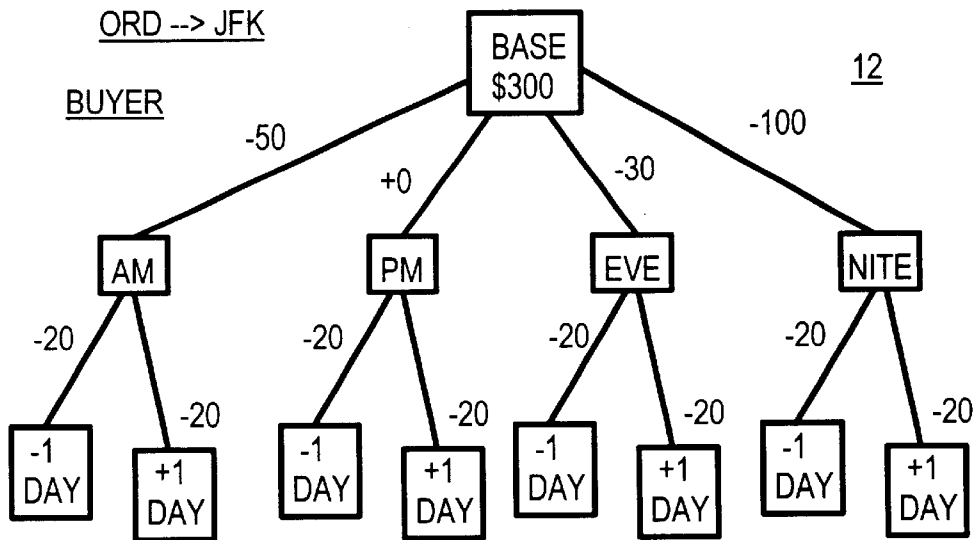 ORD --> JFK
BASE
$300
12
BUYER
-50
+0
-30
-100
AM
PM
EVE
NITE
-20
-20
-20
-20
-20
-20
-20
-20
-1
DAY
+1
DAY
-1
DAY
+1
DAY
-1
DAY
+1
DAY
-1
DAY
+1
DAY